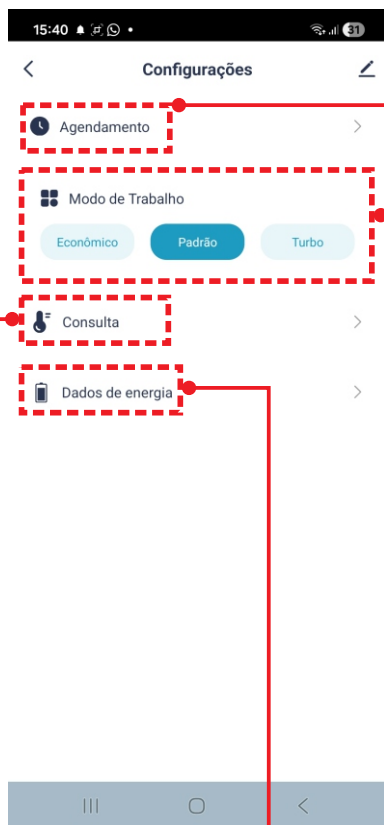 15:40 31
Configurações
Agendamento
Modo de Trabalho
Econômico Padrão Turbo
Consulta
Dados de energia